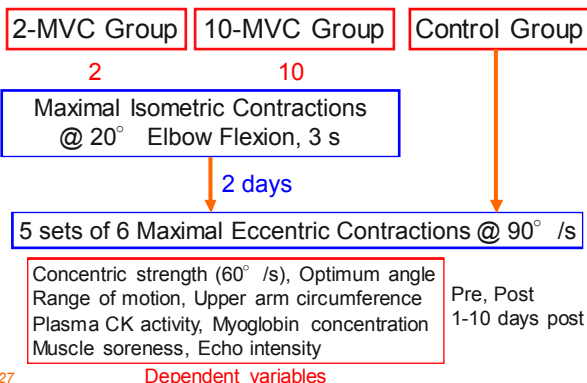 2-MVC Group 10-MVC Group Control Group
2 10
Maximal Isometric Contractions
@ 20° Elbow Flexion, 3 s
2 days
5 sets of 6 Maximal Eccentric Contractions @ 90° /s
Concentric strength (60° /s), Optimum angle
Range of motion, Upper arm circumference
Plasma CK activity, Myoglobin concentration
Muscle soreness, Echo intensity
Pre, Post
1-10 days post
27
Dependent variables